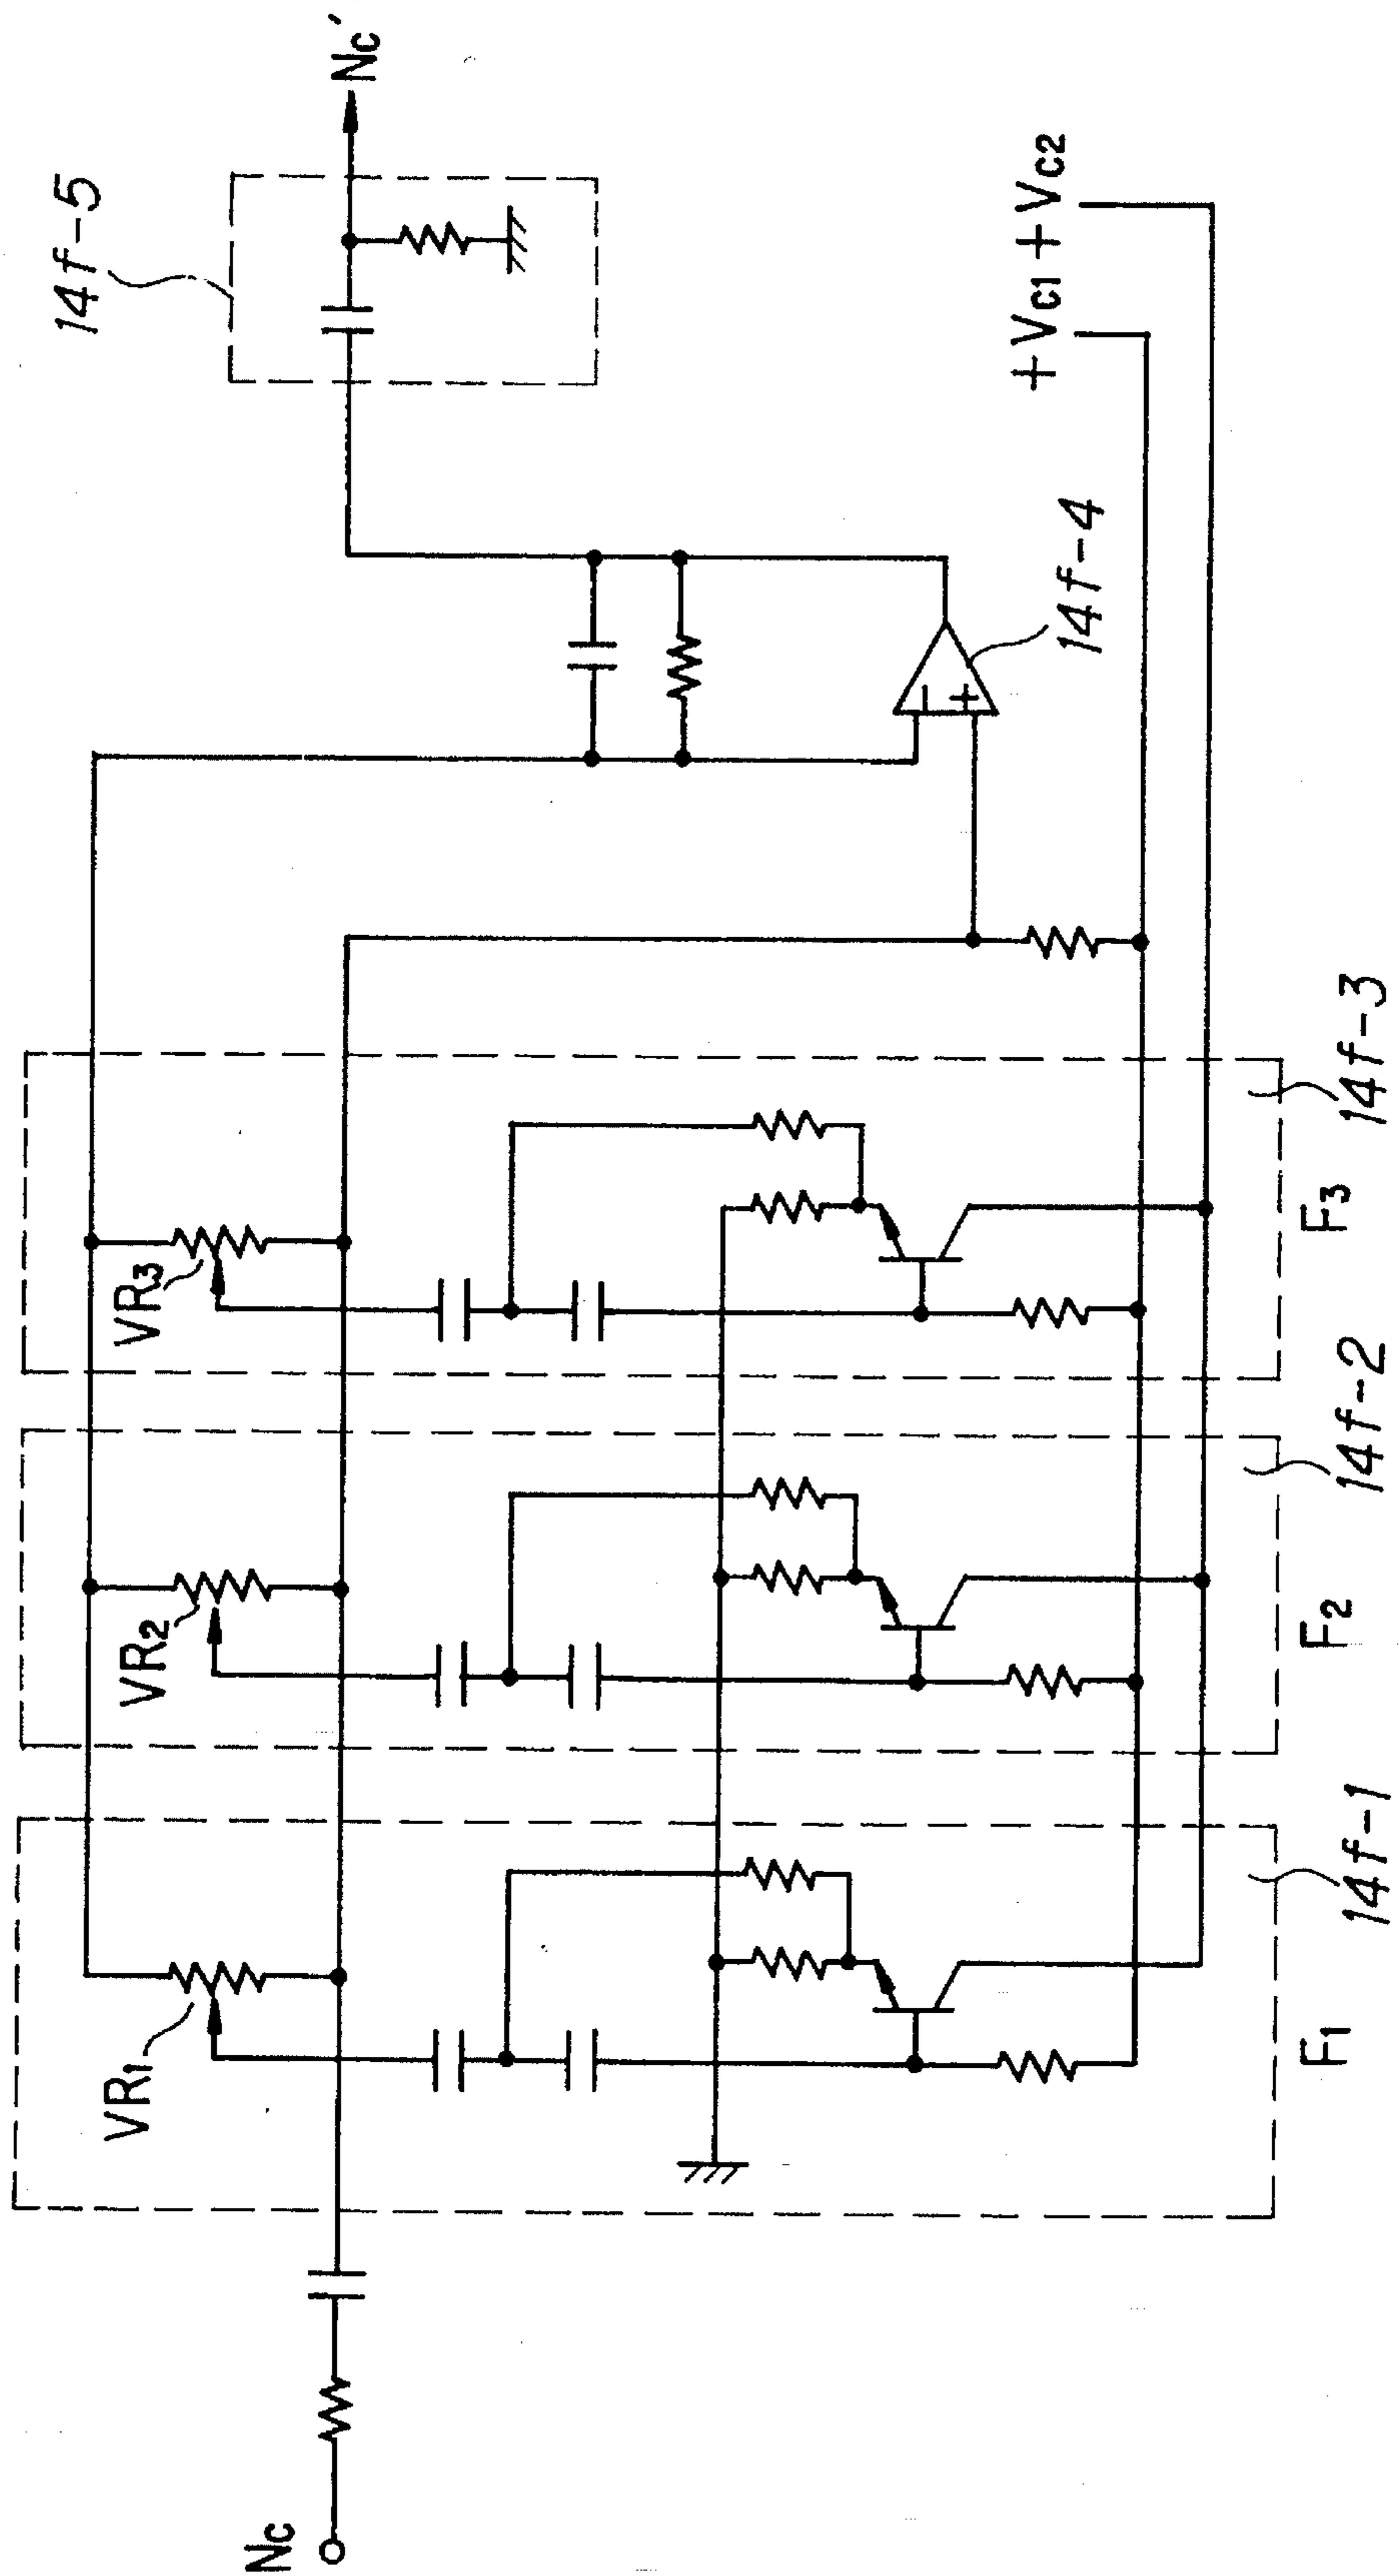 14f-5
Nc'
VR1
VR2
VR3
Nc
+Vc1
+Vc2
14f-4
F1
F2
F3
14f-1
14f-2
14f-3